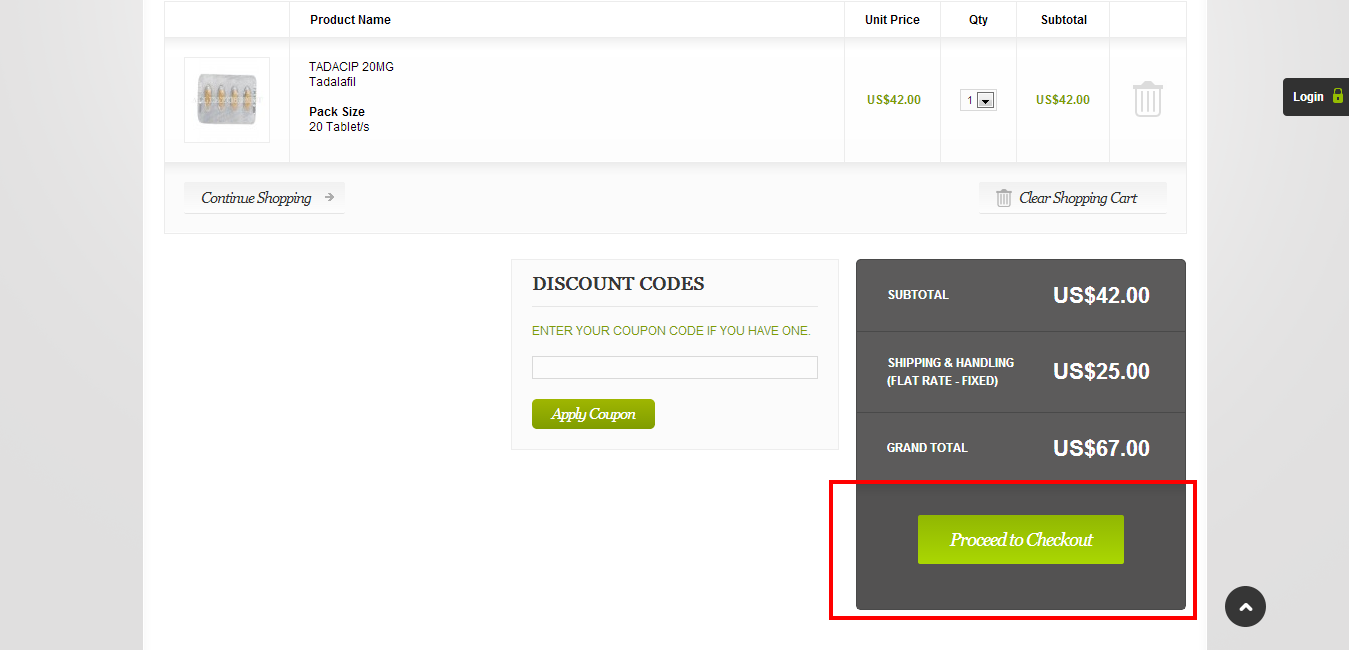 Product Name
Unit Price
Qty
Subtotal
TADACIP 20MG
Tadalafil
Pack Size
20 Tablet/s
US$42.00
1
US$42.00
Login
Continue Shopping
Clear Shopping Cart
DISCOUNT CODES
ENTER YOUR COUPON CODE IF YOU HAVE ONE.
Apply Coupon
SUBTOTAL
US$42.00
SHIPPING & HANDLING
(FLAT RATE - FIXED)
US$25.00
GRAND TOTAL
US$67.00
Proceed to Checkout